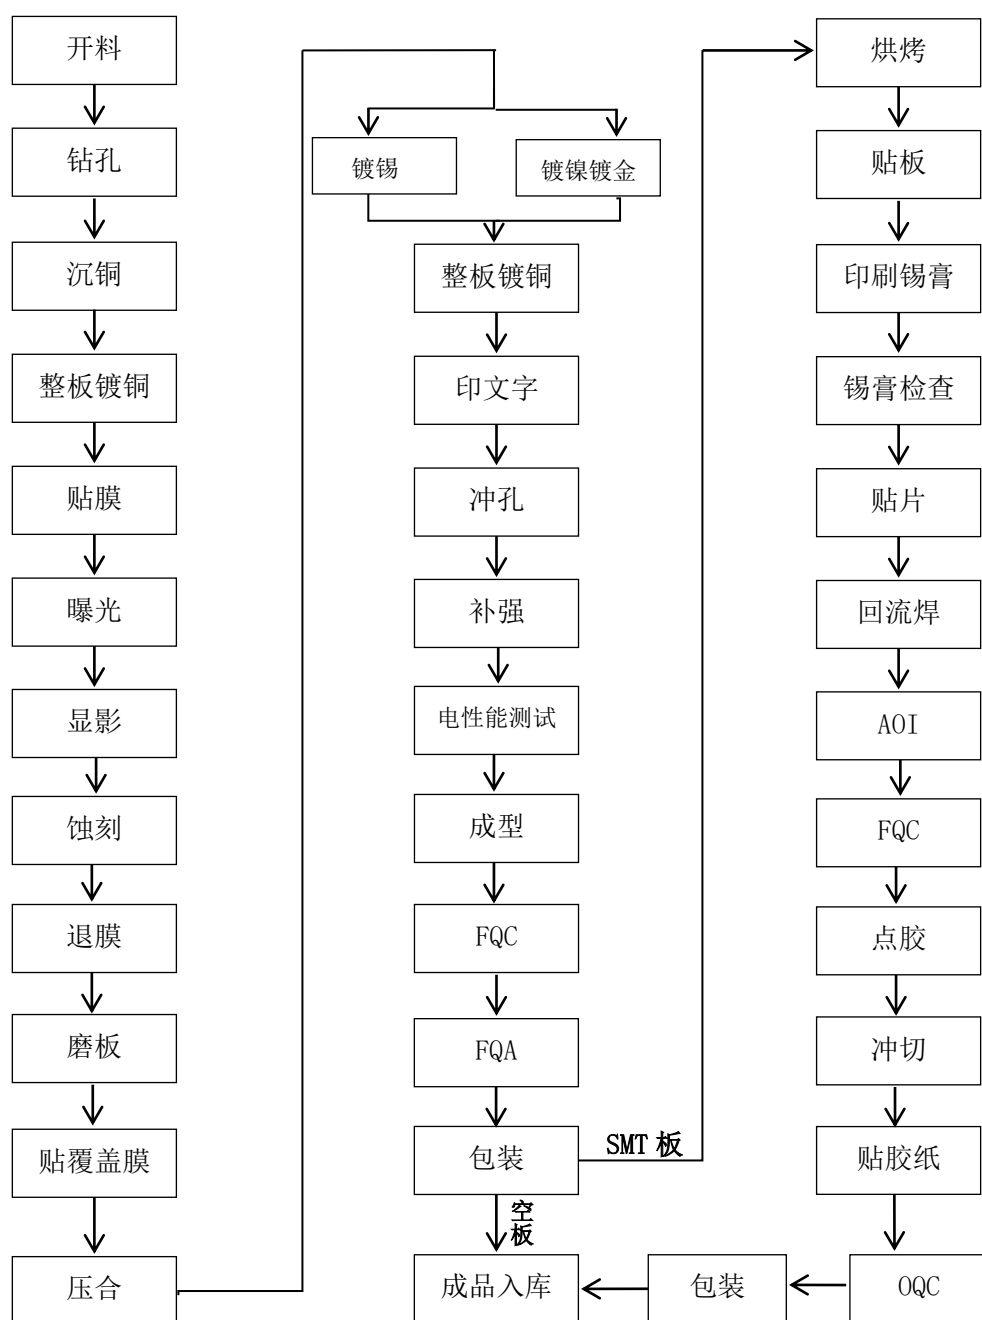 开料
钻孔
沉铜
整板镀铜
贴膜
曝光
显影
蚀刻
退膜
磨板
贴覆盖膜
压合
镀锡
镀镍镀金
整板镀铜
印文字
冲孔
补强
电性能测试
成型
FQC
FQA
包装
SMT 板
空
板
成品入库
烘烤
贴板
印刷锡膏
锡膏检查
贴片
回流焊
AOI
FQC
点胶
冲切
贴胶纸
OQC
包装